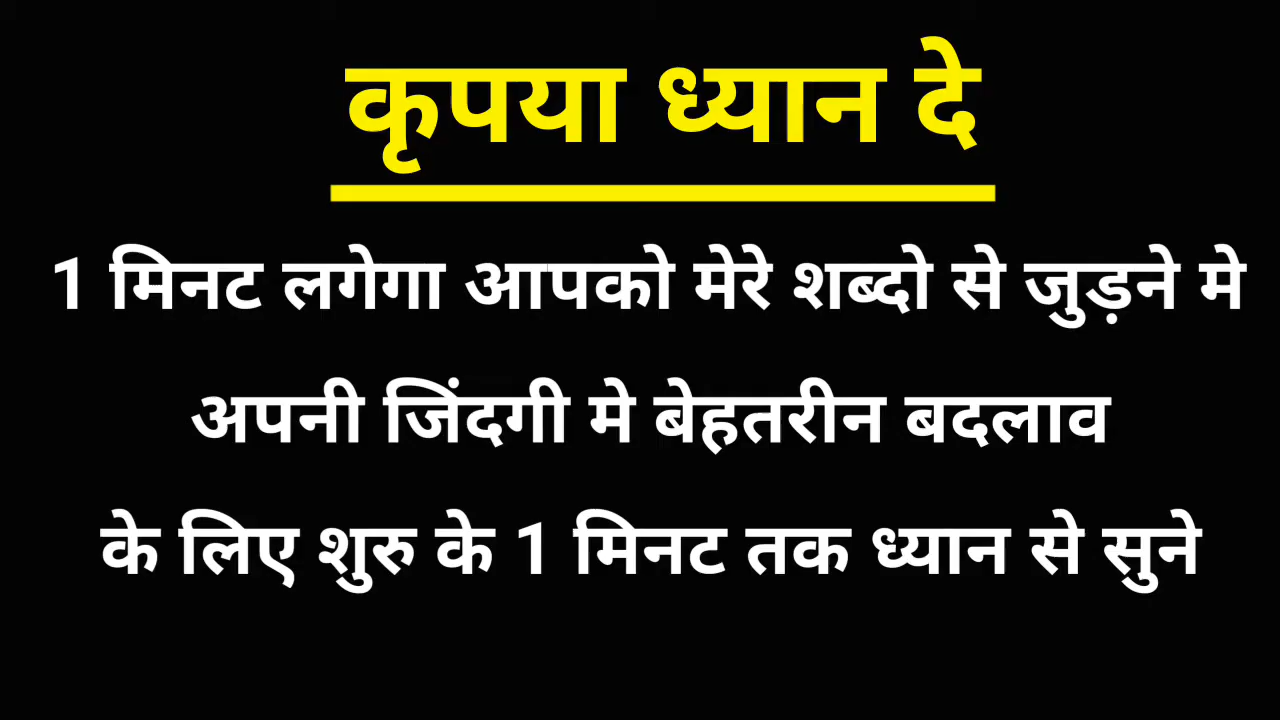 कृपया ध्यान दे
1 मिनट लगेगा आपको मेरे शब्दो से जुड़ने मे
अपनी जिंदगी मे बेहतरीन बदलाव
के लिए शुरु के 1 मिनट तक ध्यान से सुने